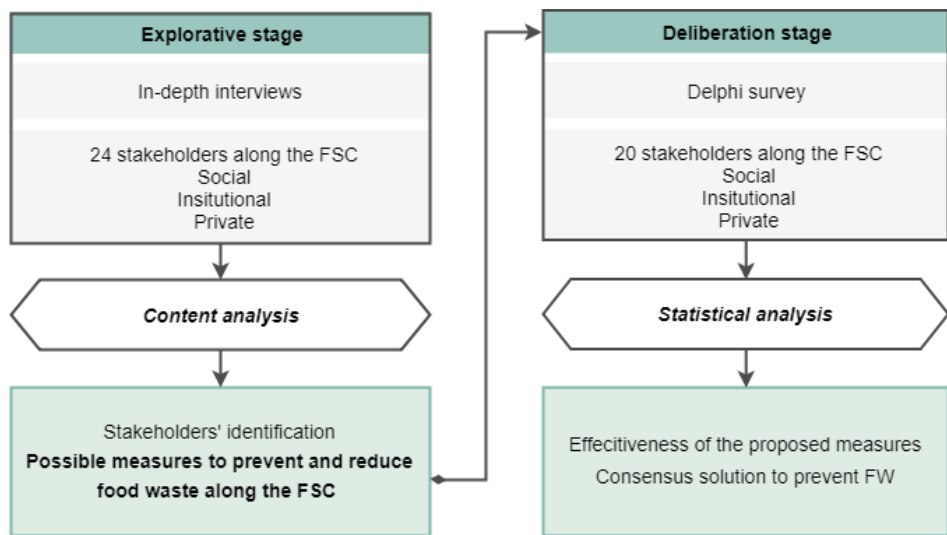 Explorative stage
In-depth interviews
24 stakeholders along the FSC
Social
Insitutional
Private
Content analysis
Stakeholders' identification
Possible measures to prevent and reduce
food waste along the FSC
Deliberation stage
Delphi survey
20 stakeholders along the FSC
Social
Insitutional
Private
Statistical analysis
Effecitiveness of the proposed measures
Consensus solution to prevent FW